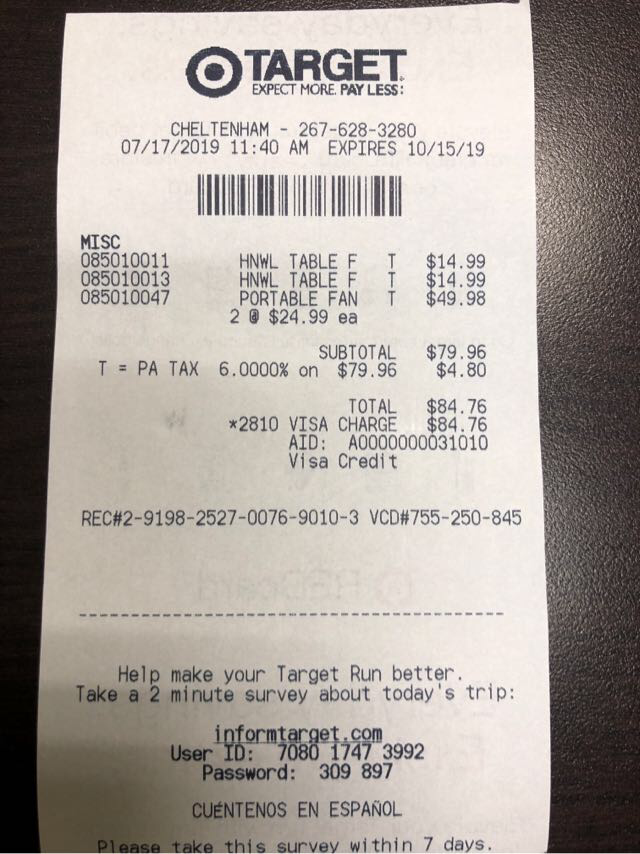 TARGET
EXPECT MORE. PAY LESS:
CHELTENHAM - 267-628-3280
07/17/2019 11:40 AM EXPIRES 10/15/19
MISC
085010011 HNWL TABLE F T $14.99
085010013 HNWL TABLE F T $14.99
085010047 PORTABLE FAN T $49.98
2 @ $24.99 ea
SUBTOTAL $79.96
T = PA TAX 6.0000% on $79.96 $4.80
TOTAL $84.76
*2810 VISA CHARGE $84.76
AID: A0000000031010
Visa Credit
REC#2-9198-2527-0076-9010-3 VCD#755-250-845
Help make your Target Run better.
Take a 2 minute survey about today's trip:
informtarget.com
User ID: 7080 1747 3992
Password: 309 897
CUÉNTENOS EN ESPAÑOL
Please take this survey within 7 days.